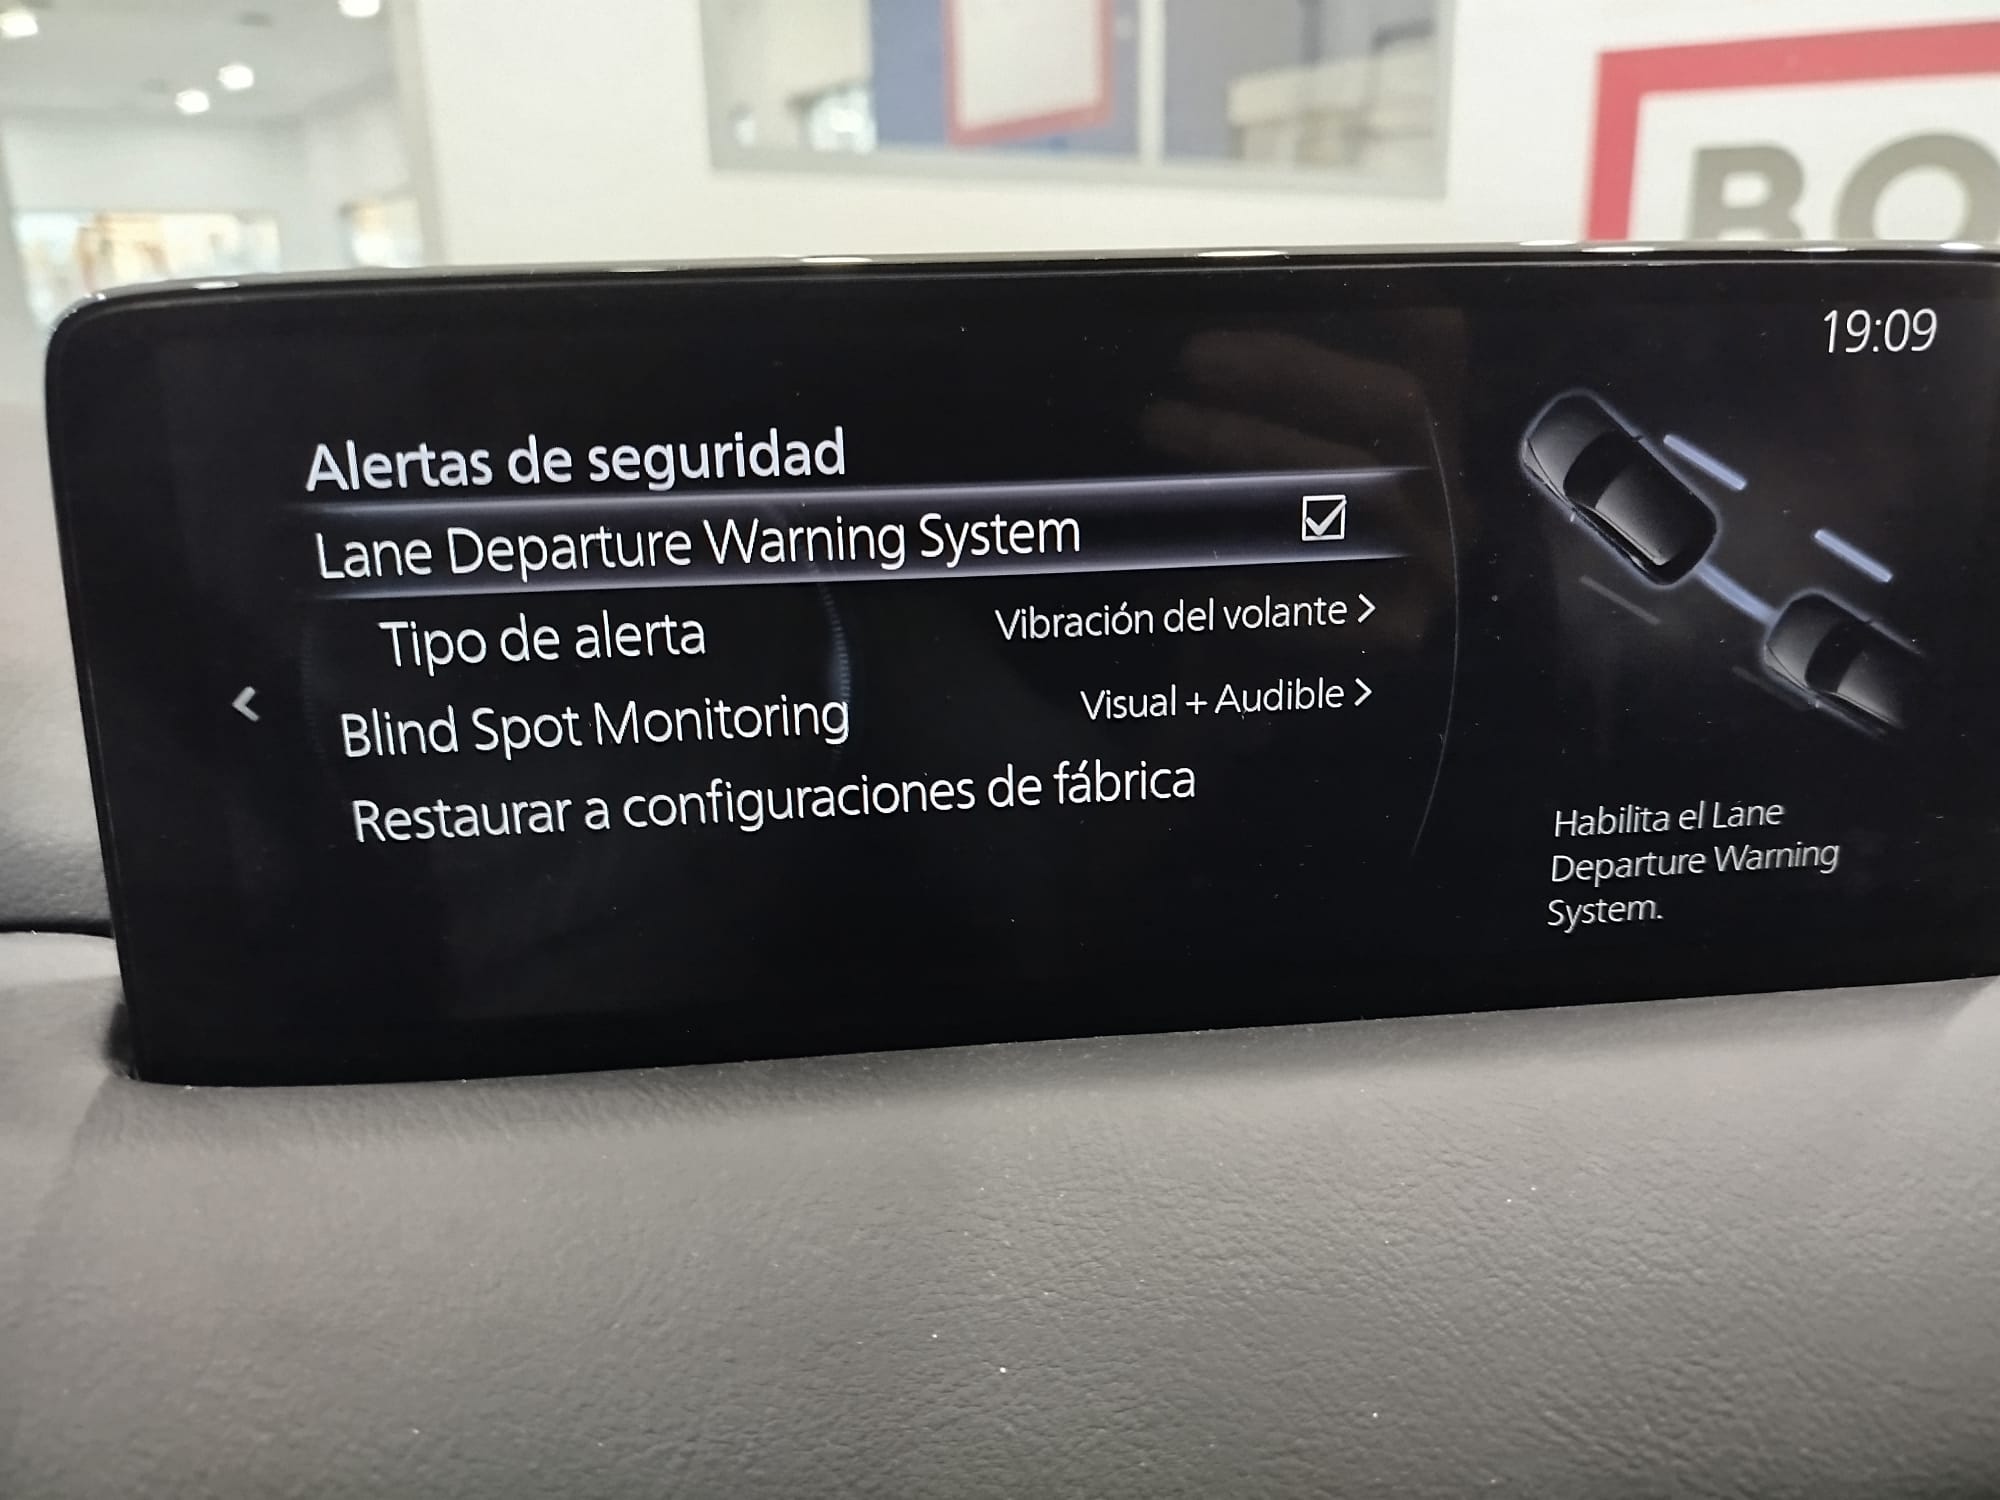 BO
19:09
Alertas de seguridad
Lane Departure Warning System
Tipo de alerta Vibración del volante >
Blind Spot Monitoring Visual + Audible >
Restaurar a configuraciones de fábrica
Habilita el Lane
Departure Warning
System.